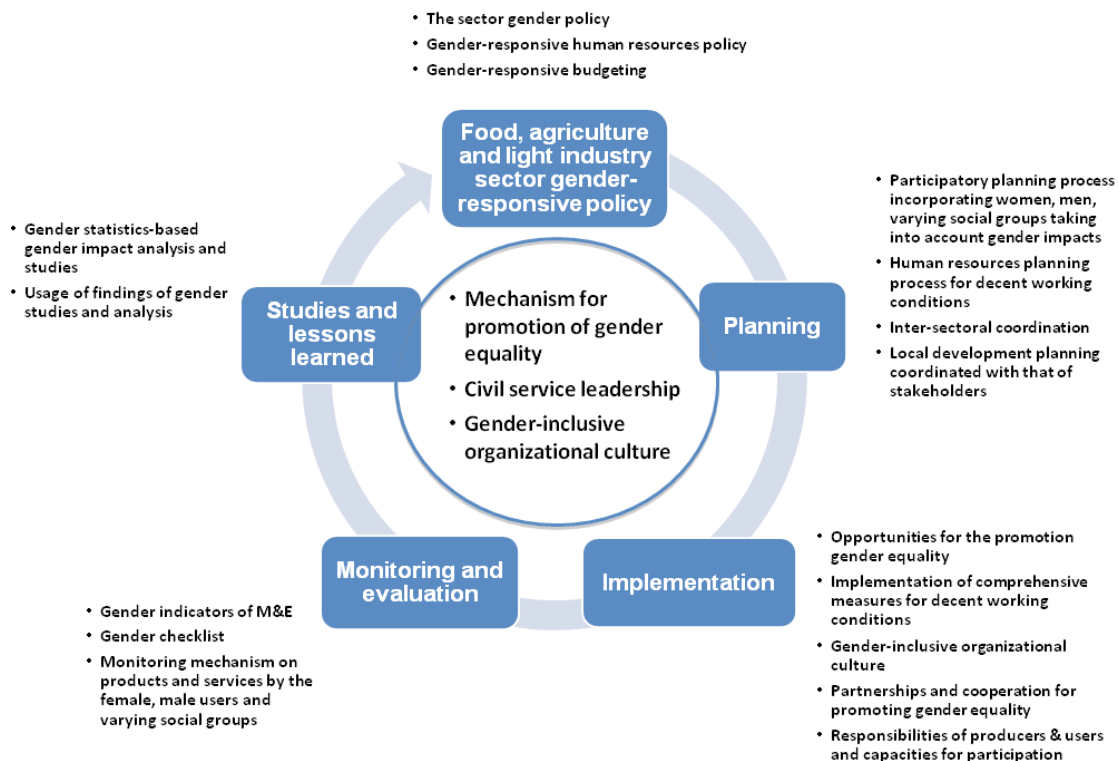 • The sector gender policy
• Gender-responsive human resources policy
• Gender-responsive budgeting
Food, agriculture
and light industry
sector gender-
responsive policy
• Participatory planning process
incorporating women, men,
varying social groups taking
into account gender impacts
• Human resources planning
process for decent working
conditions
• Inter-sectoral coordination
• Local development planning
coordinated with that of
stakeholders
Planning
• Opportunities for the promotion
gender equality
• Implementation of comprehensive
measures for decent working
conditions
• Gender-inclusive organizational
culture
• Partnerships and cooperation for
promoting gender equality
• Responsibilities of producers & users
and capacities for participation
Implementation
Monitoring and
evaluation
• Gender indicators of M&E
• Gender checklist
• Monitoring mechanism on
products and services by the
female, male users and
varying social groups
Studies and
lessons
learned
• Gender statistics-based
gender impact analysis and
studies
• Usage of findings of gender
studies and analysis
• Mechanism for
promotion of gender
equality
• Civil service leadership
• Gender-inclusive
organizational culture